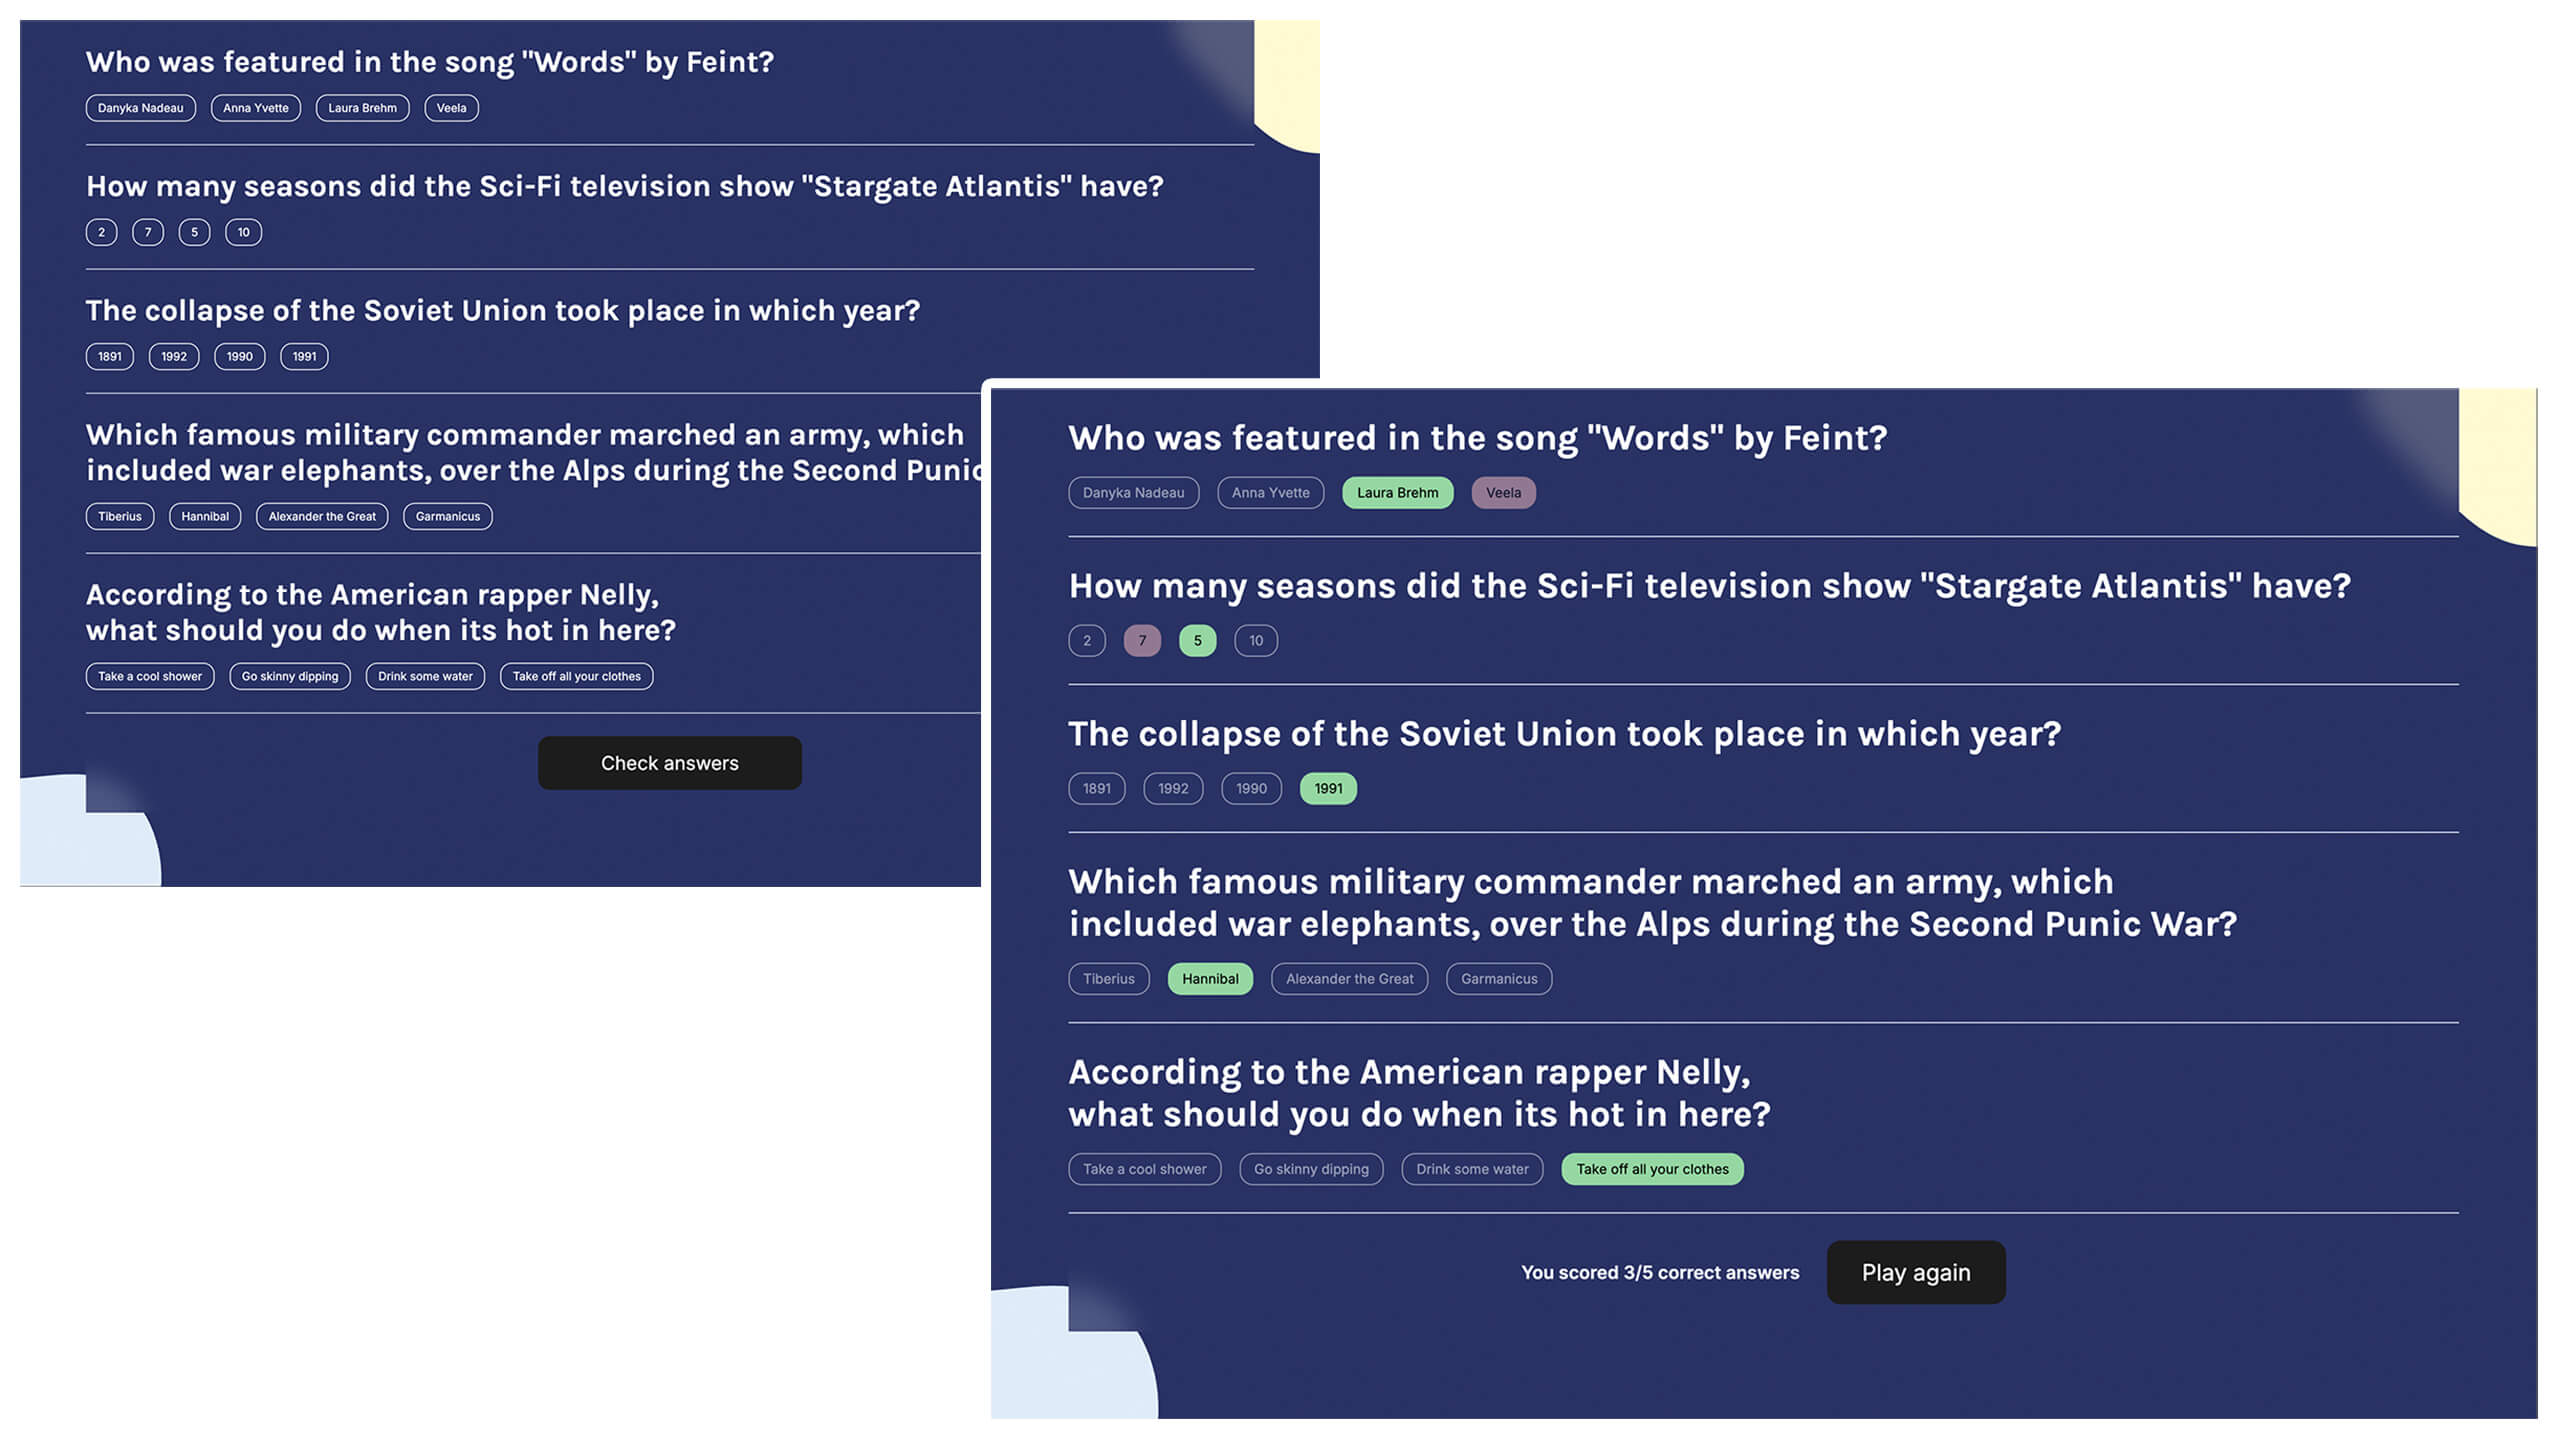 Who was featured in the song "Words" by Feint?
Danyka Nadeau Anna Yvette Laura Brehm Veela
How many seasons did the Sci-Fi television show "Stargate Atlantis" have?
2 7 5 10
The collapse of the Soviet Union took place in which year?
1891 1992 1990 1991
Which famous military commander marched an army, which
included war elephants, over the Alps during the Second Punic
Tiberius Hannibal Alexander the Great Garmanicus
According to the American rapper Nelly,
what should you do when its hot in here?
Take a cool shower Go skinny dipping Drink some water Take off all your clothes
Check answers
Who was featured in the song "Words" by Feint?
Danyka Nadeau Anna Yvette Laura Brehm Veela
How many seasons did the Sci-Fi television show "Stargate Atlantis" have?
2 7 5 10
The collapse of the Soviet Union took place in which year?
1891 1992 1990 1991
Which famous military commander marched an army, which
included war elephants, over the Alps during the Second Punic War?
Tiberius Hannibal Alexander the Great Garmanicus
According to the American rapper Nelly,
what should you do when its hot in here?
Take a cool shower Go skinny dipping Drink some water Take off all your clothes
You scored 3/5 correct answers Play again